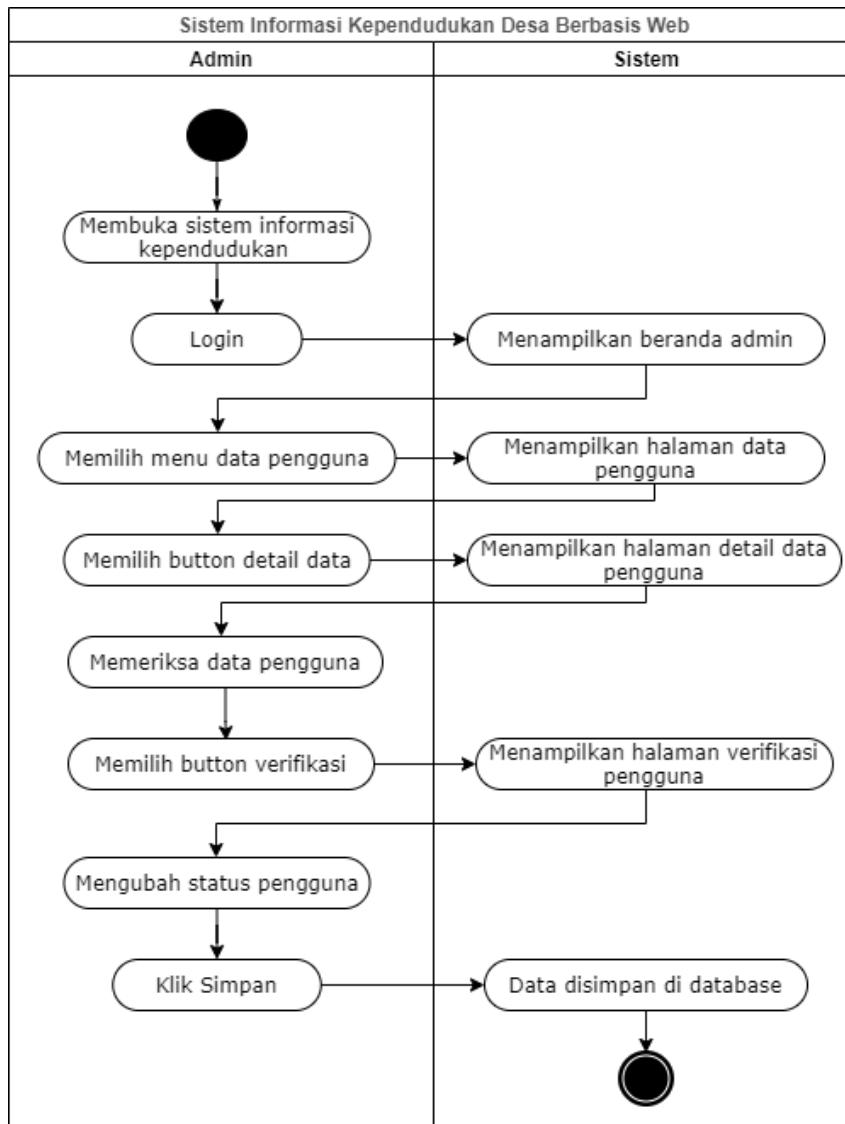 Sistem Informasi Kependudukan Desa Berbasis Web
Admin
Sistem
Membuka sistem informasi
kependudukan
Login
Menampilkan beranda admin
Memilih menu data pengguna
Menampilkan halaman data
pengguna
Memilih button detail data
Menampilkan halaman detail data
pengguna
Memeriksa data pengguna
Memilih button verifikasi
Menampilkan halaman verifikasi
pengguna
Mengubah status pengguna
Klik Simpan
Data disimpan di database